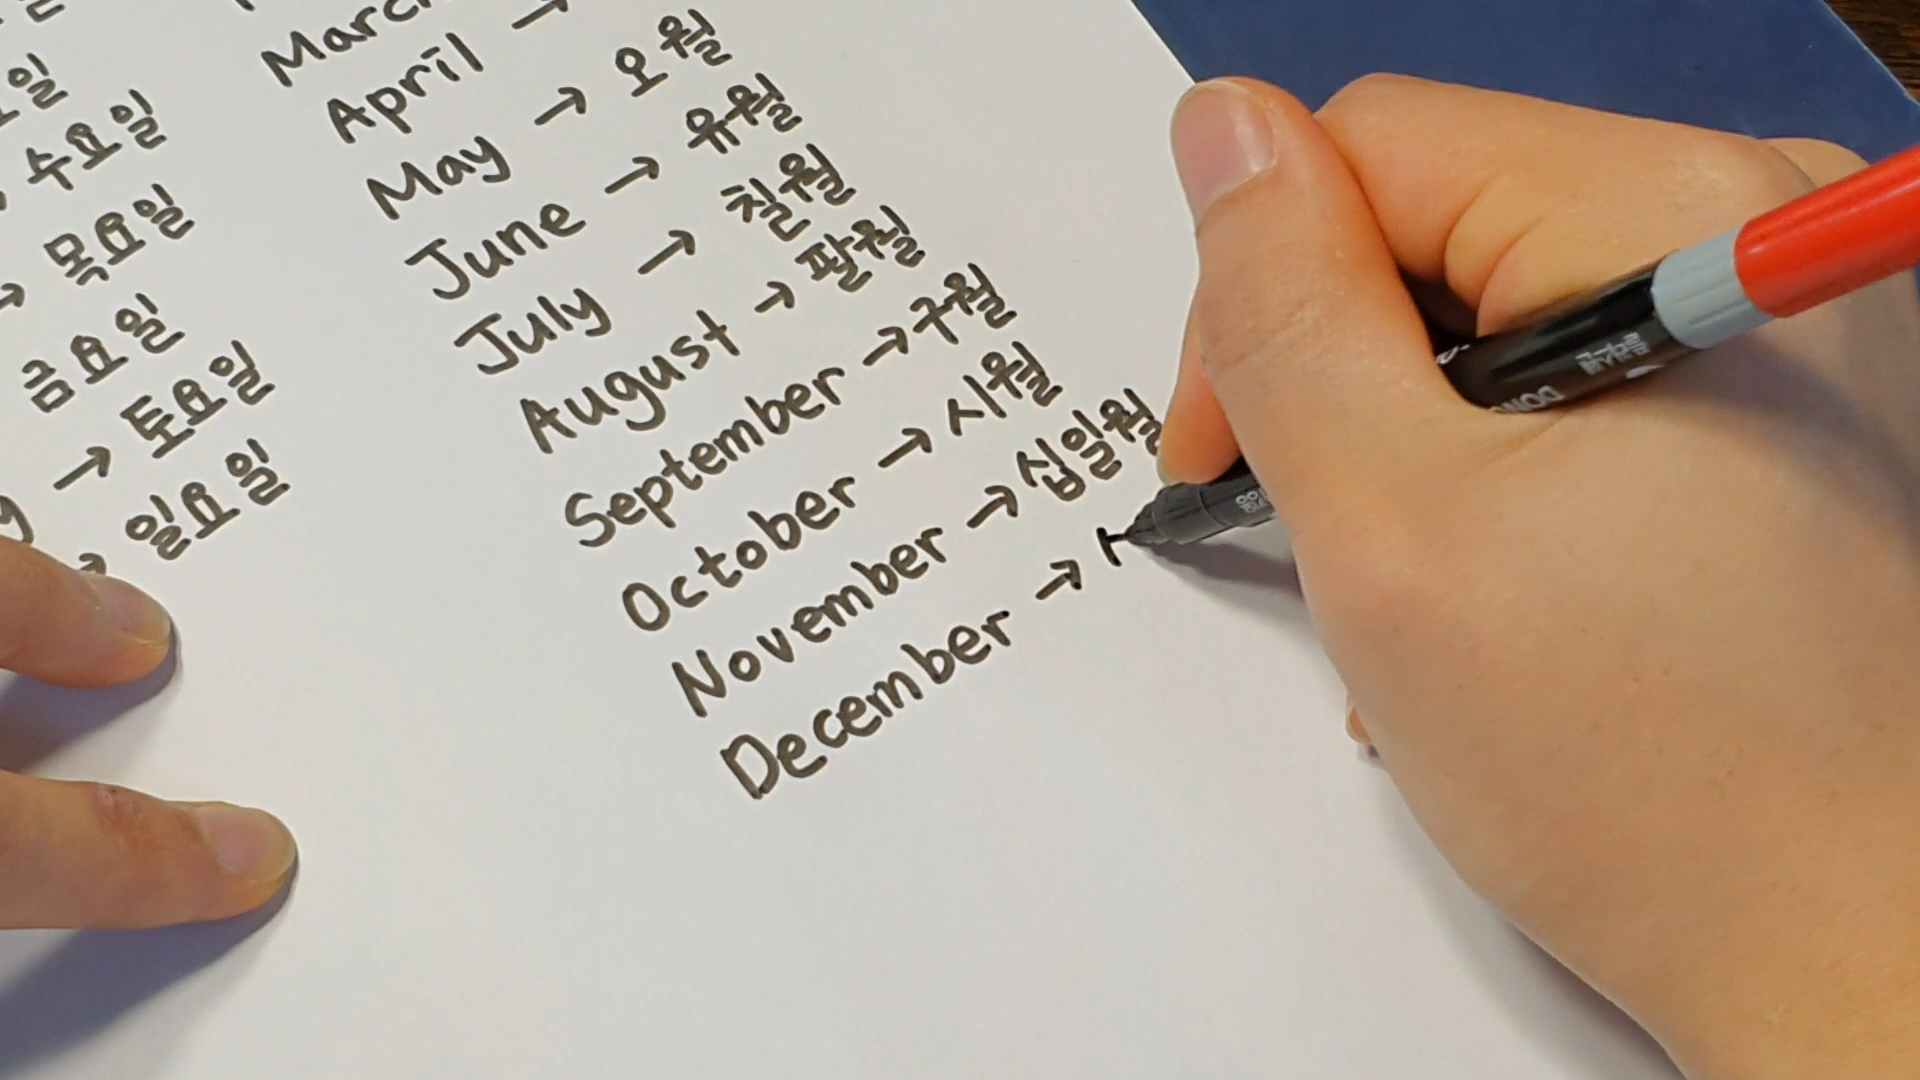 수요일
목요일
금요일
→ 토요일
일요일
March
April →
May → 오월
June → 유월
July → 칠월
August → 팔월
September → 구월
October → 시월
November → 십일월
December →